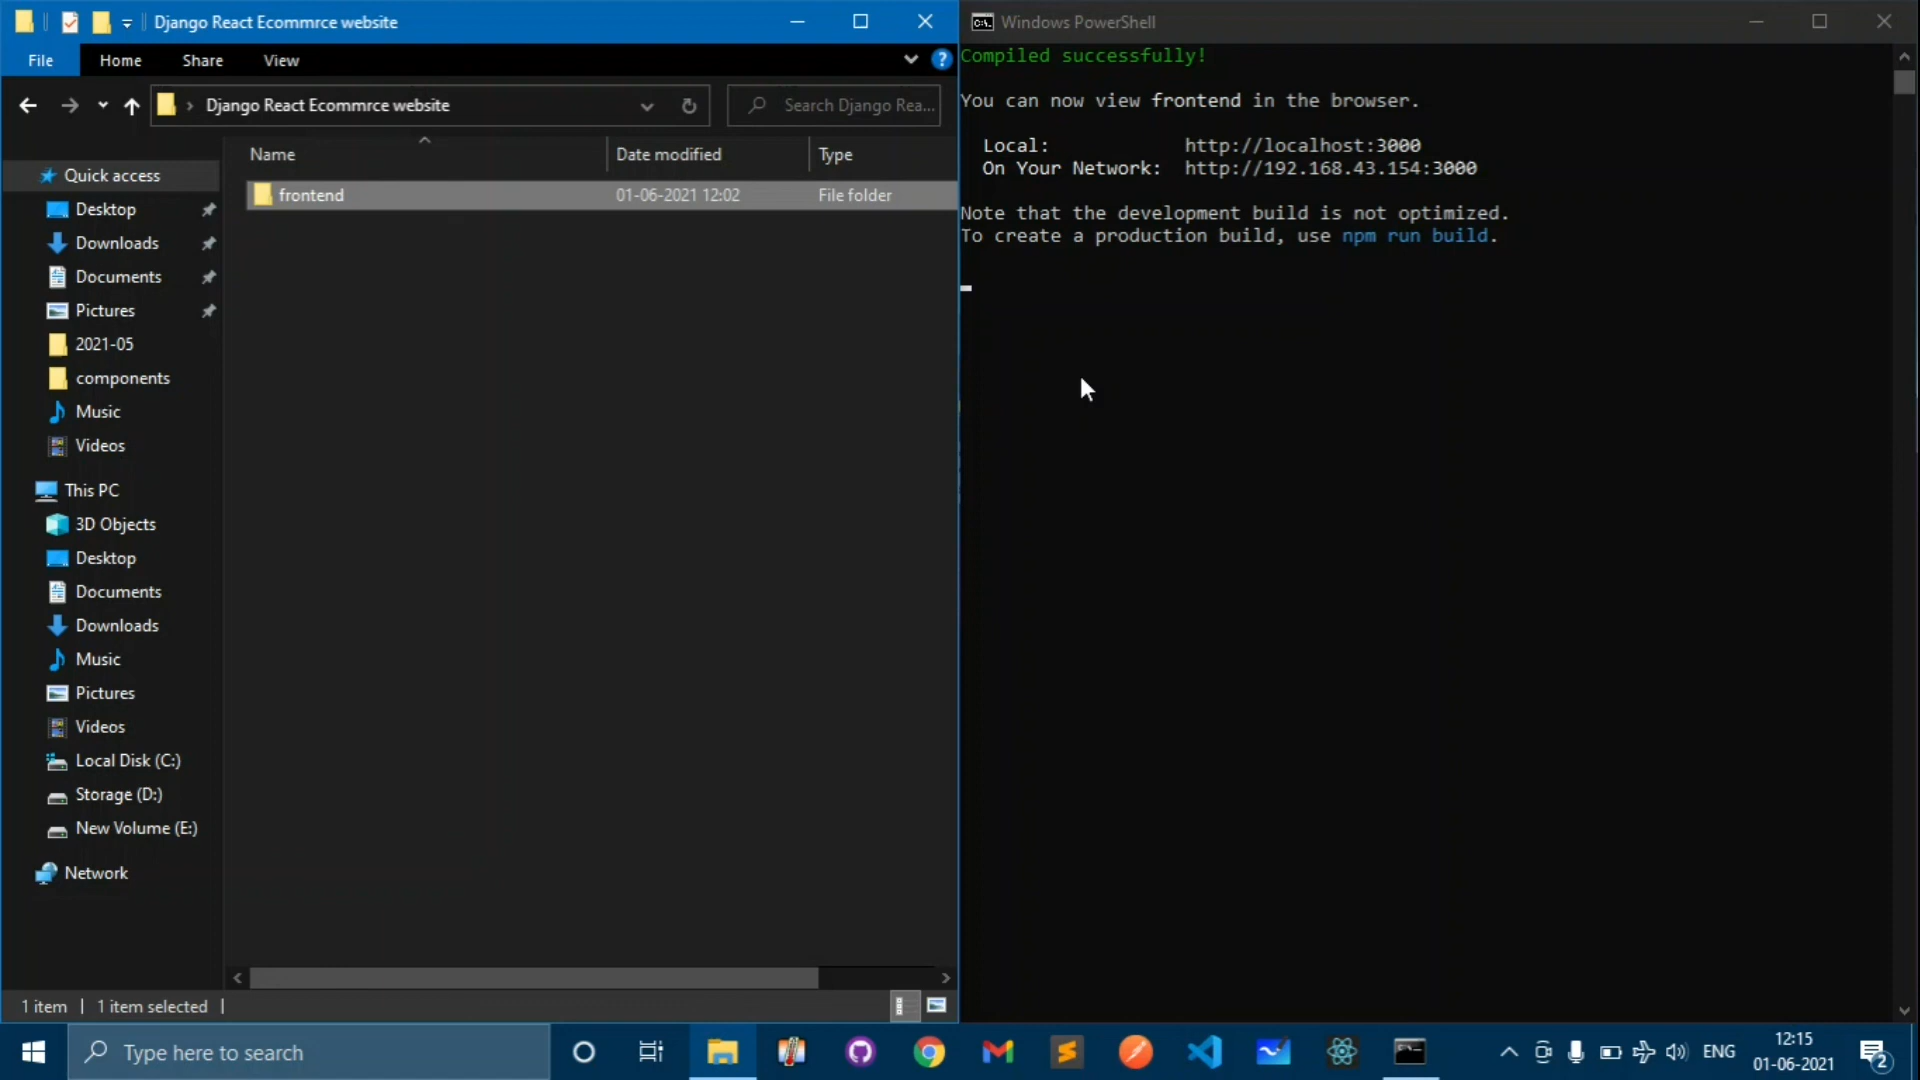 Django React Ecommrce website
File
Home
Share
View
Django React Ecommrce website
Search Django Rea...
Name
Date modified
Type
frontend
01-06-2021 12:02
File folder
Quick access
Desktop
Downloads
Documents
Pictures
2021-05
components
Music
Videos
This PC
3D Objects
Desktop
Documents
Downloads
Music
Pictures
Videos
Local Disk (C:)
Storage (D:)
New Volume (E:)
Network
1 item
1 item selected
Windows PowerShell
Compiled successfully!
You can now view frontend in the browser.
Local: http://localhost:3000
On Your Network: http://192.168.43.154:3000
Note that the development build is not optimized.
To create a production build, use npm run build.
Type here to search
ENG
12:15
01-06-2021
2